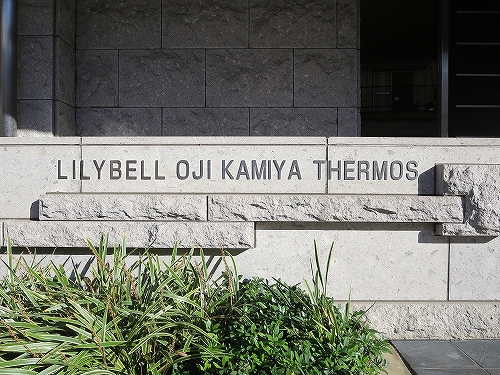 LILYBELL OJI KAMIYA THERMOS